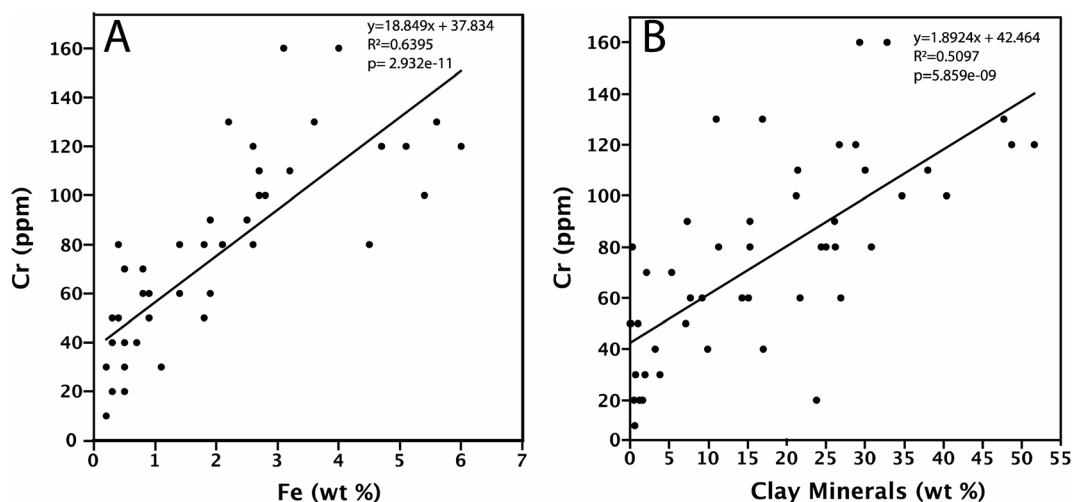 A
y=18.849x + 37.834
R²=0.6395
p= 2.932e-11
160
140
120
100
80
60
40
20
0
Cr (ppm)
0 1 2 3 4 5 6 7
Fe (wt %)
B
y=1.8924x + 42.464
R²=0.5097
p=5.859e-09
160
140
120
100
80
60
40
20
0
Cr (ppm)
0 5 10 15 20 25 30 35 40 45 50 55
Clay Minerals (wt %)